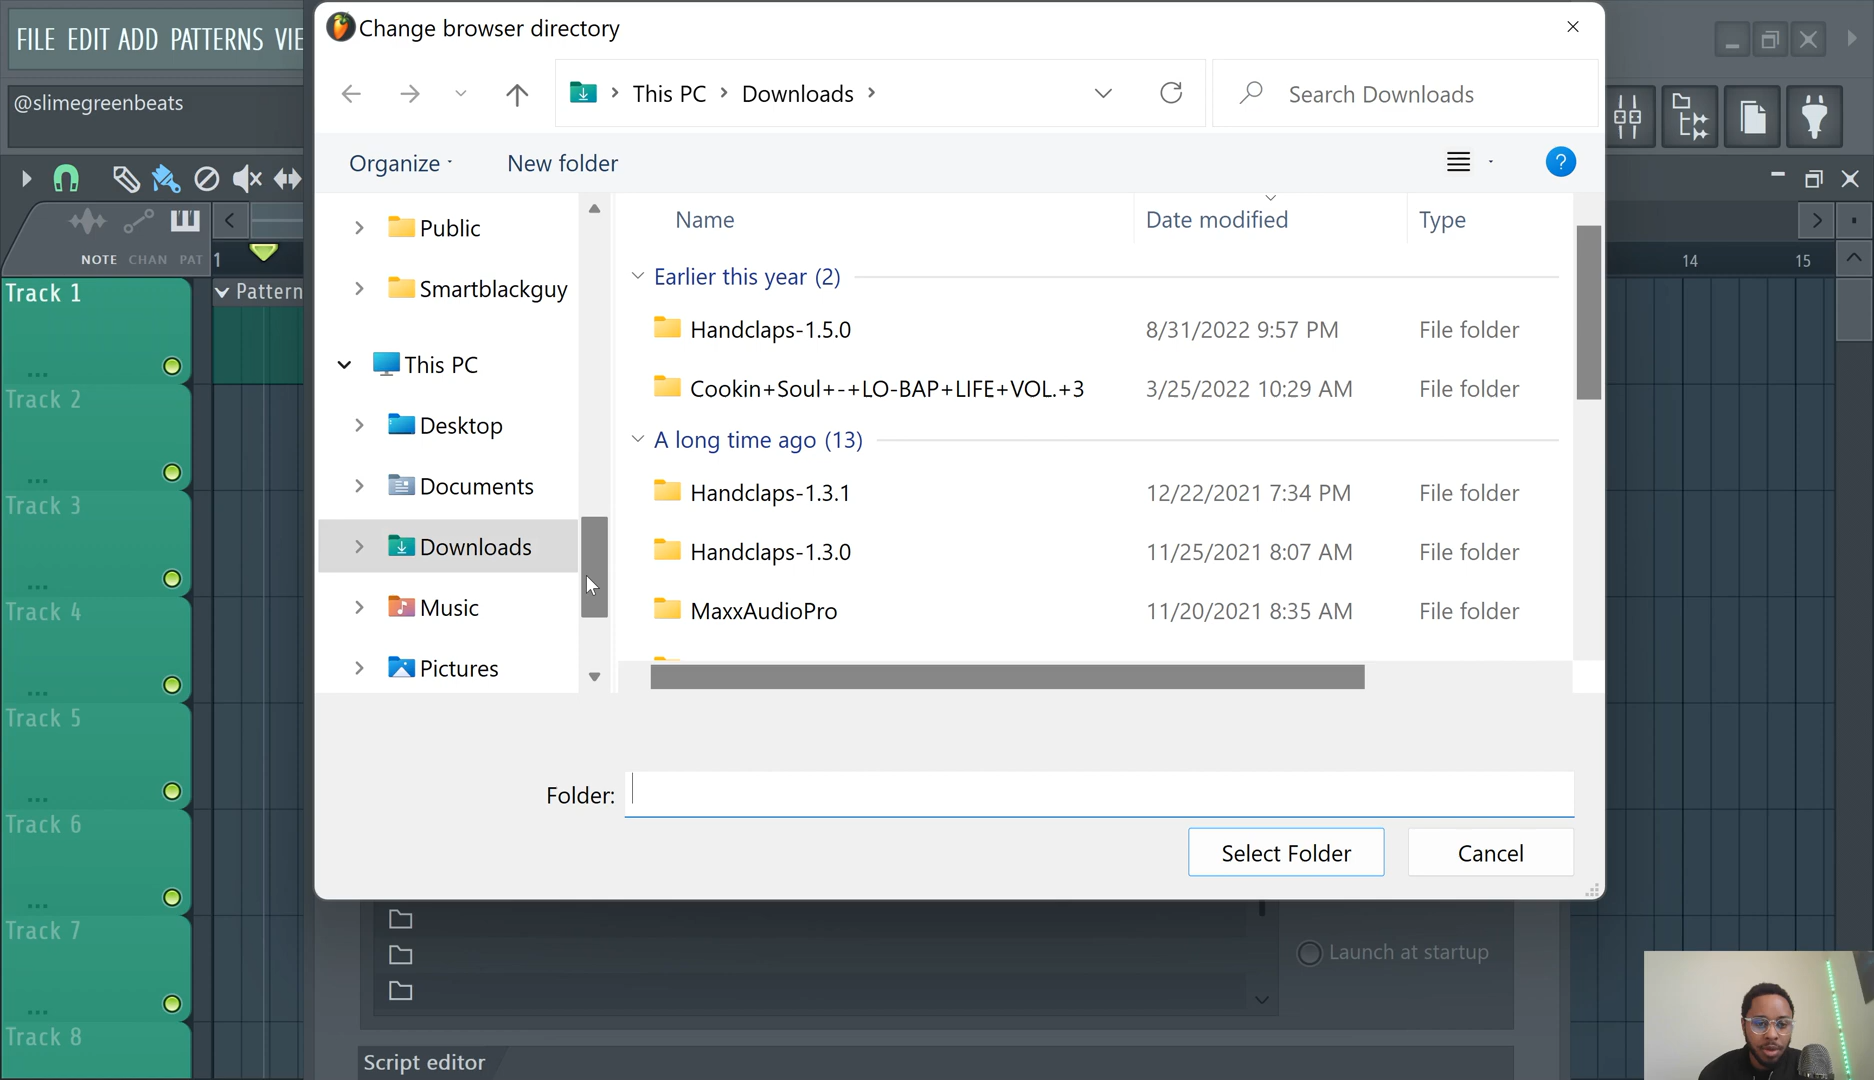 Change browser directory
FILE EDIT ADD PATTERNS VIE
@slimegreenbeats
This PC Downloads
Search Downloads
Organize
New folder
?
NOTE CHAN PAT
1
14
15
Name
Date modified
Type
Public
Smartblackguy
This PC
Desktop
Documents
Downloads
Music
Pictures
Earlier this year (2)
Handclaps-1.5.0 8/31/2022 9:57 PM File folder
Cookin+Soul+-+LO-BAP+LIFE+VOL.+3 3/25/2022 10:29 AM File folder
A long time ago (13)
Handclaps-1.3.1 12/22/2021 7:34 PM File folder
Handclaps-1.3.0 11/25/2021 8:07 AM File folder
MaxxAudioPro 11/20/2021 8:35 AM File folder
Folder:
Select Folder
Cancel
Track 1
Pattern
Track 2
Track 3
Track 4
Track 5
Track 6
Track 7
Track 8
Launch at startup
Script editor